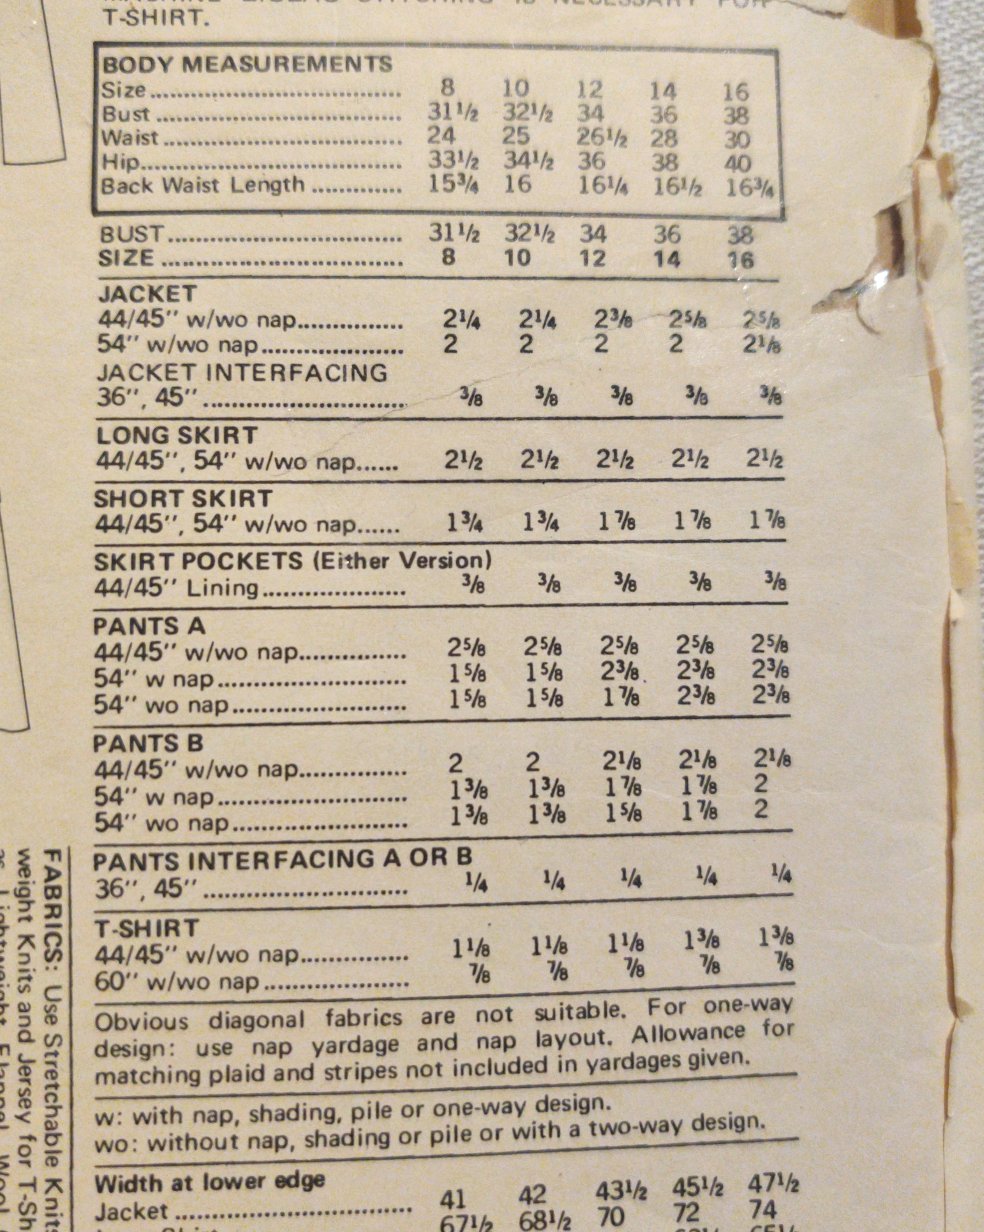 T-SHIRT.
BODY MEASUREMENTS
Size 8 10 12 14 16
Bust 31½ 32½ 34 36 38
Waist 24 25 26½ 28 30
Hip 33½ 34½ 36 38 40
Back Waist Length 15¾ 16 16¼ 16½ 16¾
BUST 31½ 32½ 34 36 38
SIZE 8 10 12 14 16
JACKET
44/45'' w/wo nap 2¼ 2¼ 2⅜ 2⅝ 2⅝
54'' w/wo nap 2 2 2 2 2⅛
JACKET INTERFACING
36'', 45'' ⅜ ⅜ ⅜ ⅜ ⅜
LONG SKIRT
44/45'', 54'' w/wo nap 2½ 2½ 2½ 2½ 2½
SHORT SKIRT
44/45'', 54'' w/wo nap 1¾ 1¾ 1⅞ 1⅞ 1⅞
SKIRT POCKETS (Either Version)
44/45'' Lining ⅜ ⅜ ⅜ ⅜ ⅜
PANTS A
44/45'' w/wo nap 2⅝ 2⅝ 2⅝ 2⅝ 2⅝
54'' w nap 1⅝ 1⅝ 2⅜ 2⅜ 2⅜
54'' wo nap 1⅝ 1⅝ 1⅞ 2⅜ 2⅜
PANTS B
44/45'' w/wo nap 2 2 2⅛ 2⅛ 2⅛
54'' w nap 1⅜ 1⅜ 1⅞ 1⅞ 2
54'' wo nap 1⅜ 1⅜ 1⅝ 1⅞ 2
PANTS INTERFACING A OR B
36'', 45'' ¼ ¼ ¼ ¼ ¼
T-SHIRT
44/45'' w/wo nap 1⅛ 1⅛ 1⅛ 1⅜ 1⅜
60'' w/wo nap ⅞ ⅞ ⅞ ⅞ ⅞
Obvious diagonal fabrics are not suitable. For one-way
design: use nap yardage and nap layout. Allowance for
matching plaid and stripes not included in yardages given.
w: with nap, shading, pile or one-way design.
wo: without nap, shading or pile or with a two-way design.
Width at lower edge
Jacket 41 42 43½ 45½ 47½
67½ 68½ 70 72 74
FABRICS: Use Stretchable Knits
weight Knits and Jersey for T-Sh